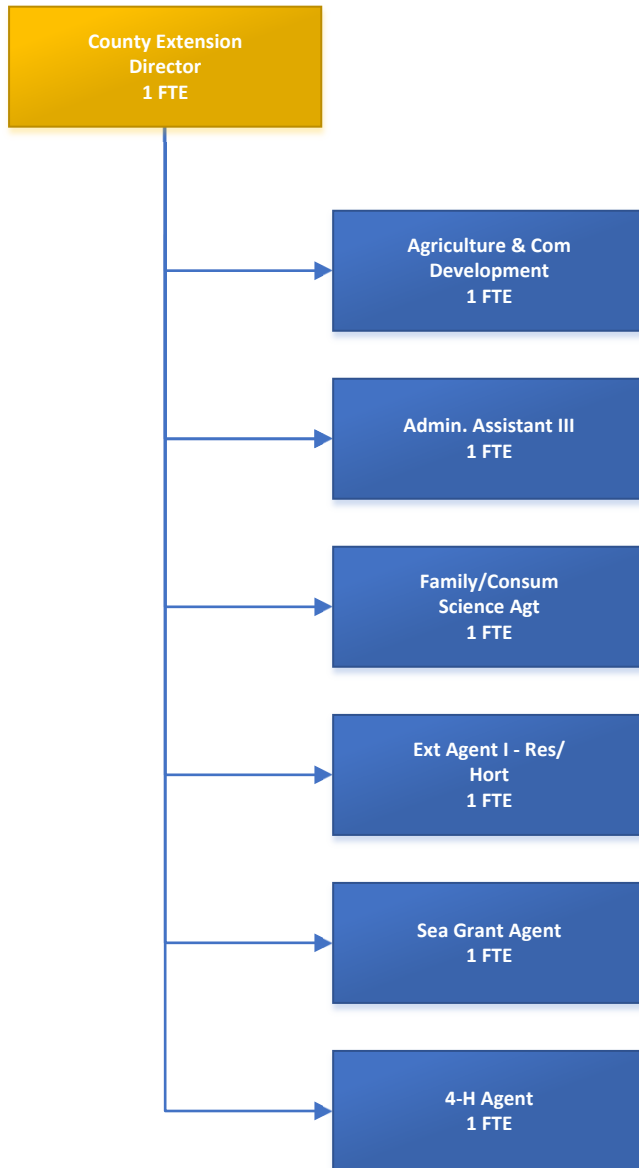 County Extension
Director
1 FTE
Agriculture & Com
Development
1 FTE
Admin. Assistant III
1 FTE
Family/Consum
Science Agt
1 FTE
Ext Agent I - Res/
Hort
1 FTE
Sea Grant Agent
1 FTE
4-H Agent
1 FTE